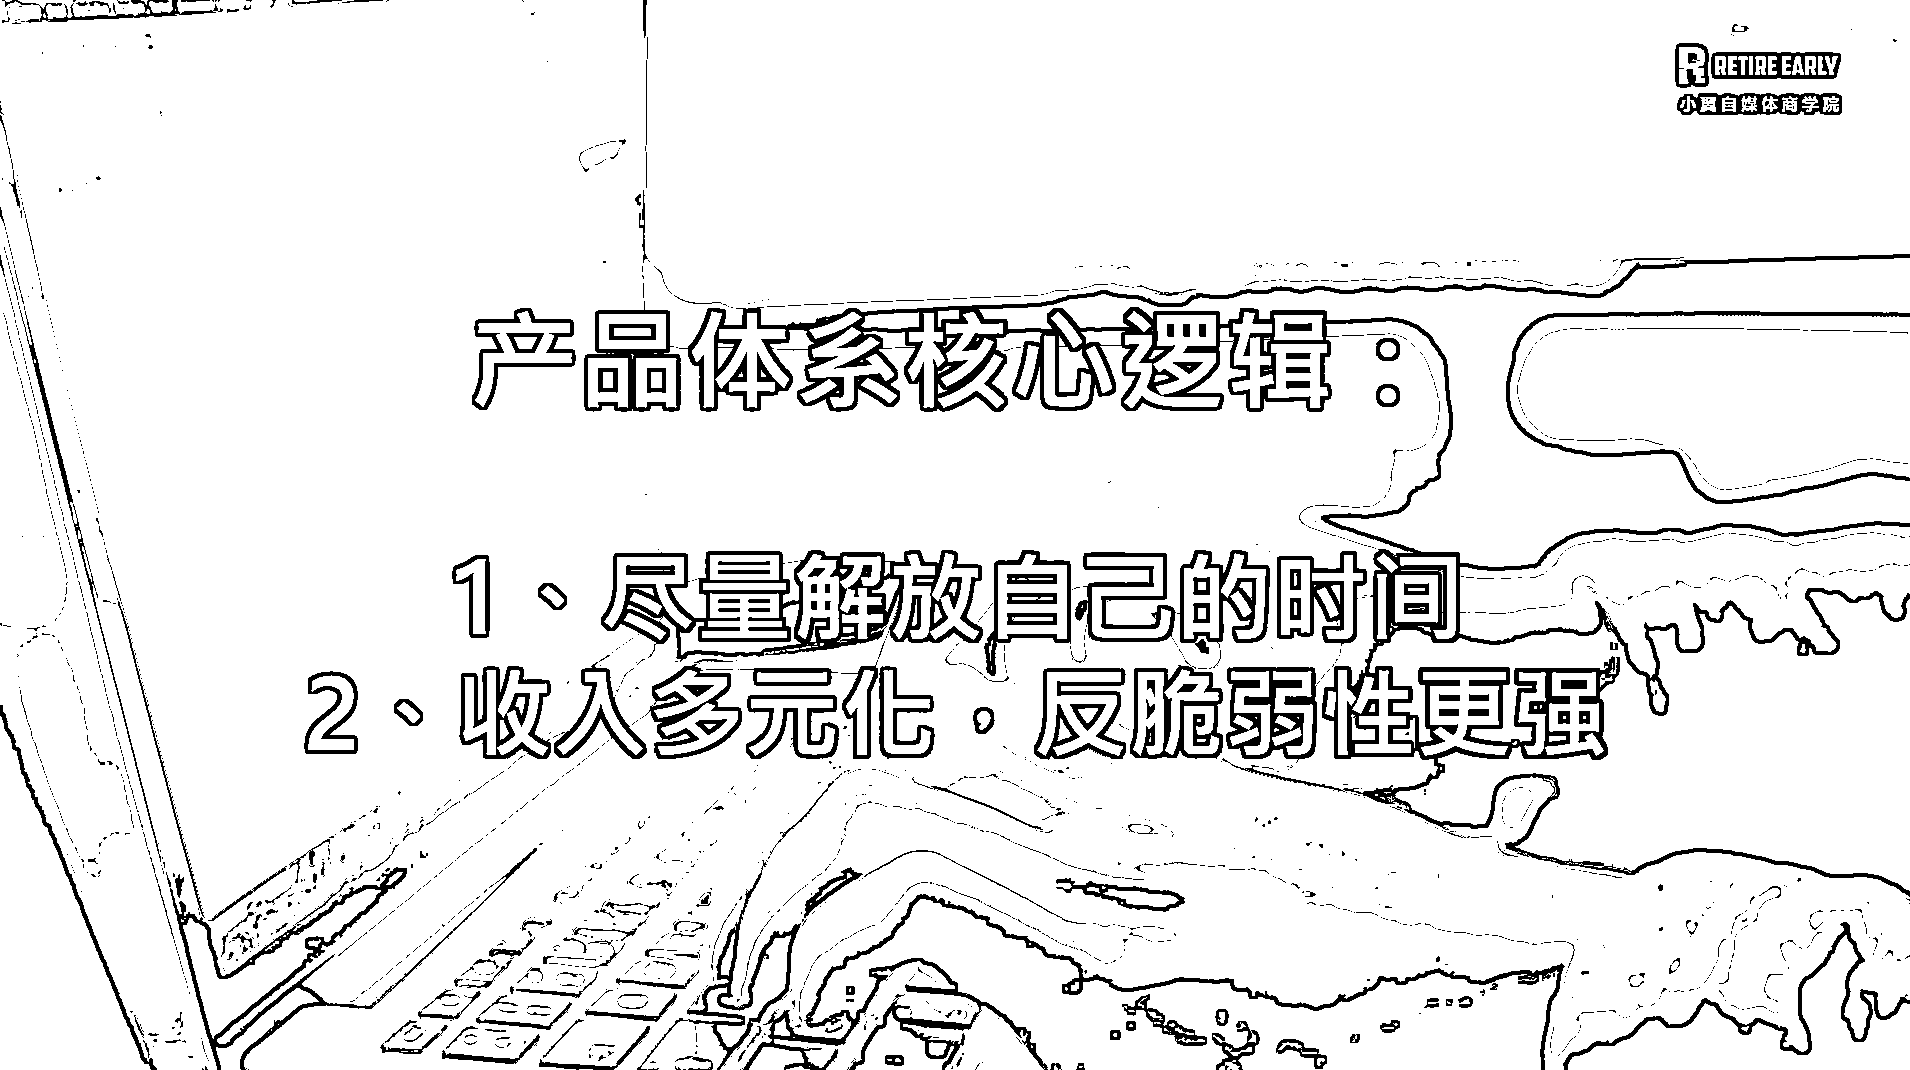 RETIRE EARLY
小翼自媒体商学院
产品体系核心逻辑：
1、尽量解放自己的时间
2、收入多元化，反脆弱性更强